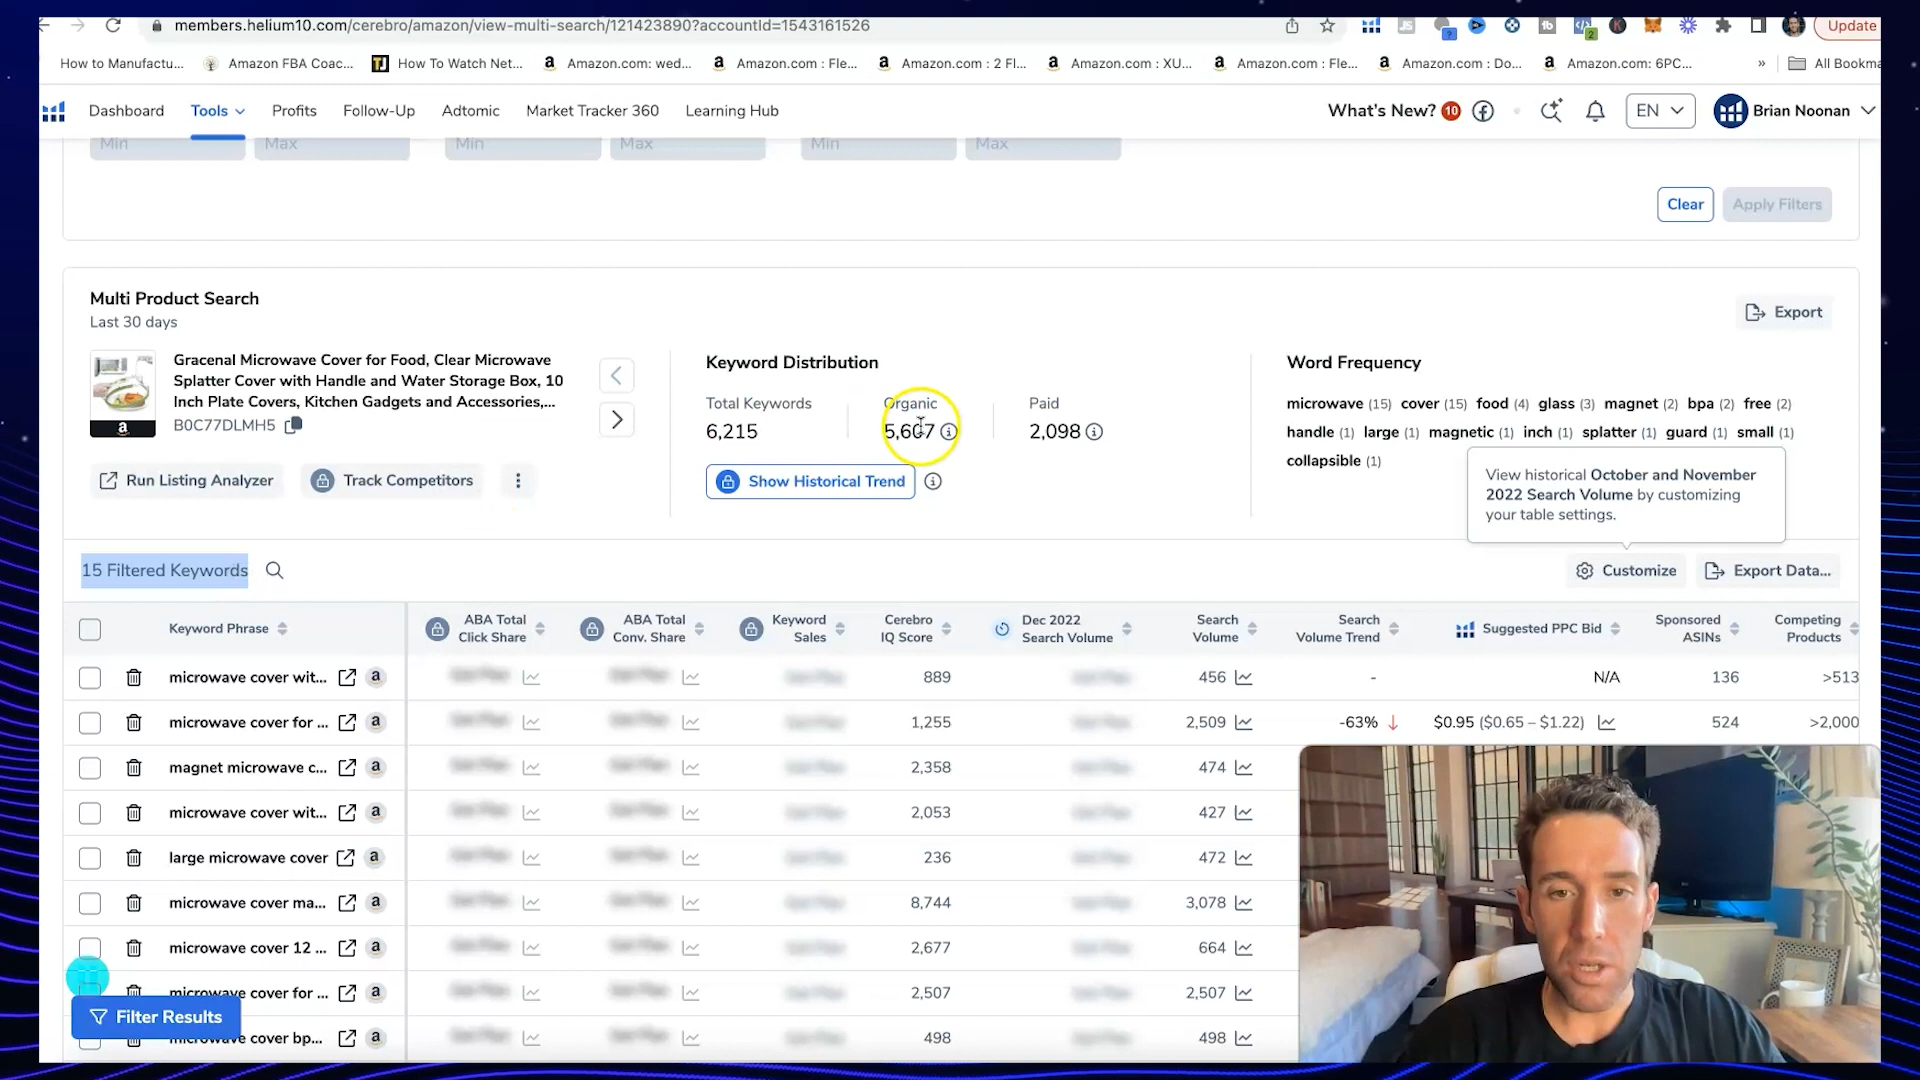 members.helium10.com/cerebro/amazon/view-multi-search/121423890?accountId=1543161526
Update
How to Manufactu...
Amazon FBA Coac...
How To Watch Net...
Amazon.com: wed...
Amazon.com : Fle...
Amazon.com : 2 Fl...
Amazon.com : XU...
Amazon.com : Fle...
Amazon.com : Do...
Amazon.com: 6PC...
»
All Bookma
Dashboard
Tools
Profits
Follow-Up
Adtomic
Market Tracker 360
Learning Hub
What's New? 10
EN
Brian Noonan
Min
Max
Min
Max
Min
Max
Clear
Apply Filters
Multi Product Search
Last 30 days
Export
Gracenal Microwave Cover for Food, Clear Microwave
Splatter Cover with Handle and Water Storage Box, 10
Inch Plate Covers, Kitchen Gadgets and Accessories,...
B0C77DLMH5
Run Listing Analyzer
Track Competitors
Keyword Distribution
Total Keywords
6,215
Organic
5,607
Paid
2,098
Show Historical Trend
Word Frequency
microwave (15) cover (15) food (4) glass (3) magnet (2) bpa (2) free (2)
handle (1) large (1) magnetic (1) inch (1) splatter (1) guard (1) small (1)
collapsible (1)
View historical October and November
2022 Search Volume by customizing
your table settings.
15 Filtered Keywords
Customize
Export Data...
Keyword Phrase
ABA Total
Click Share
ABA Total
Conv. Share
Keyword
Sales
Cerebro
IQ Score
Dec 2022
Search Volume
Search
Volume
Search
Volume Trend
Suggested PPC Bid
Sponsored
ASINs
Competing
Products
microwave cover wit... 889 456 - N/A 136 >513
microwave cover for ... 1,255 2,509 -63% $0.95 ($0.65 – $1.22) 524 >2,000
magnet microwave c... 2,358 474
microwave cover wit... 2,053 427
large microwave cover 236 472
microwave cover ma... 8,744 3,078
microwave cover 12 ... 2,677 664
microwave cover for ... 2,507 2,507
Filter Results
microwave cover bp... 498 498